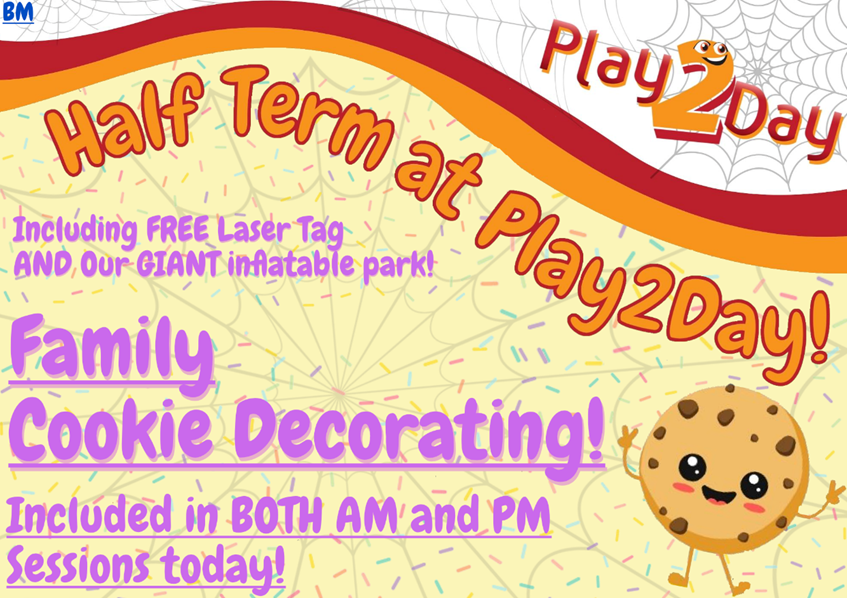 BM
Play2Day
Half Term at Play2Day!
Including FREE Laser Tag
AND Our GIANT inflatable park!
Family
Cookie Decorating!
Included in BOTH AM and PM
Sessions today!